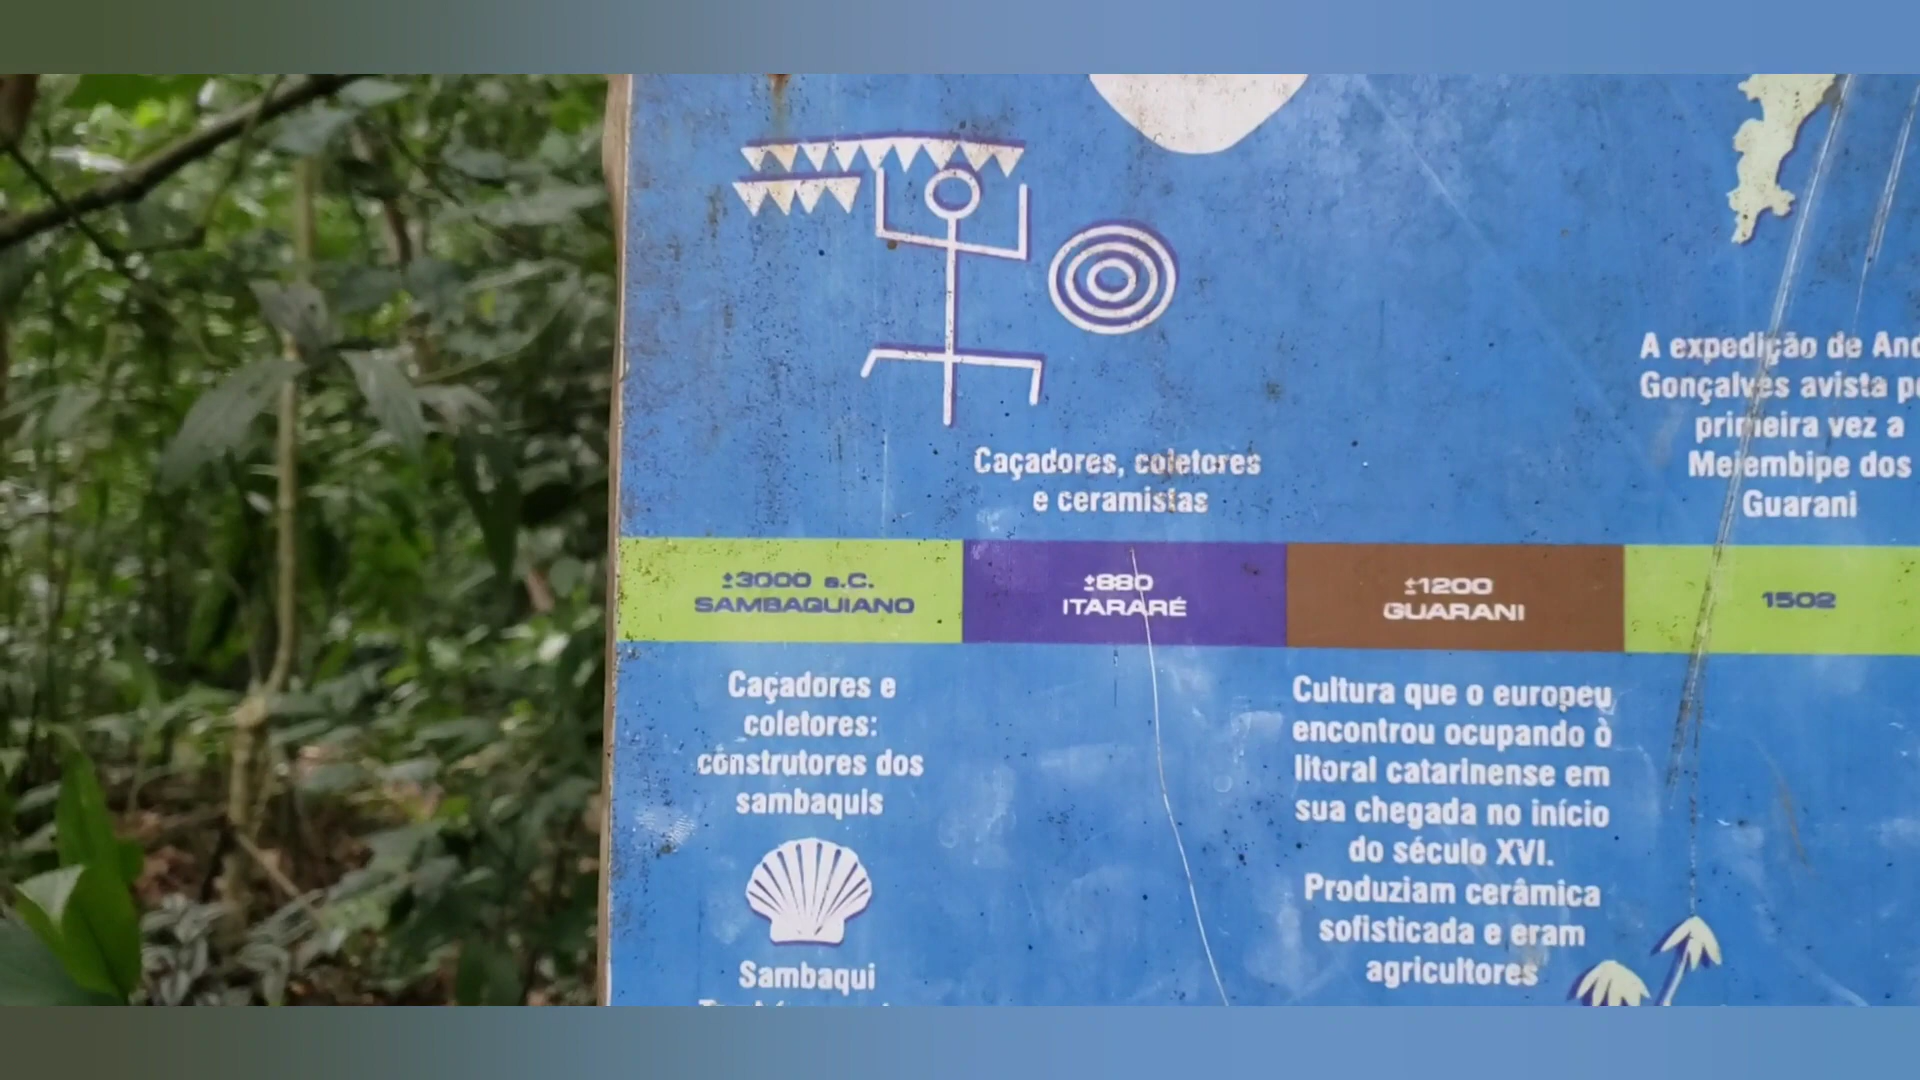 Caçadores, coletores
e ceramistas
A expedição de
Gonçalves avista
primeira vez a
Meiembipe dos
Guarani
±3000 a.C.
SAMBAQUIANO
±880
ITARARÉ
±1200
GUARANI
1502
Caçadores e
coletores:
construtores dos
sambaquis
Sambaqui
Cultura que o europeu
encontrou ocupando o
litoral catarinense em
sua chegada no início
do século XVI.
Produziam cerâmica
sofisticada e eram
agricultores